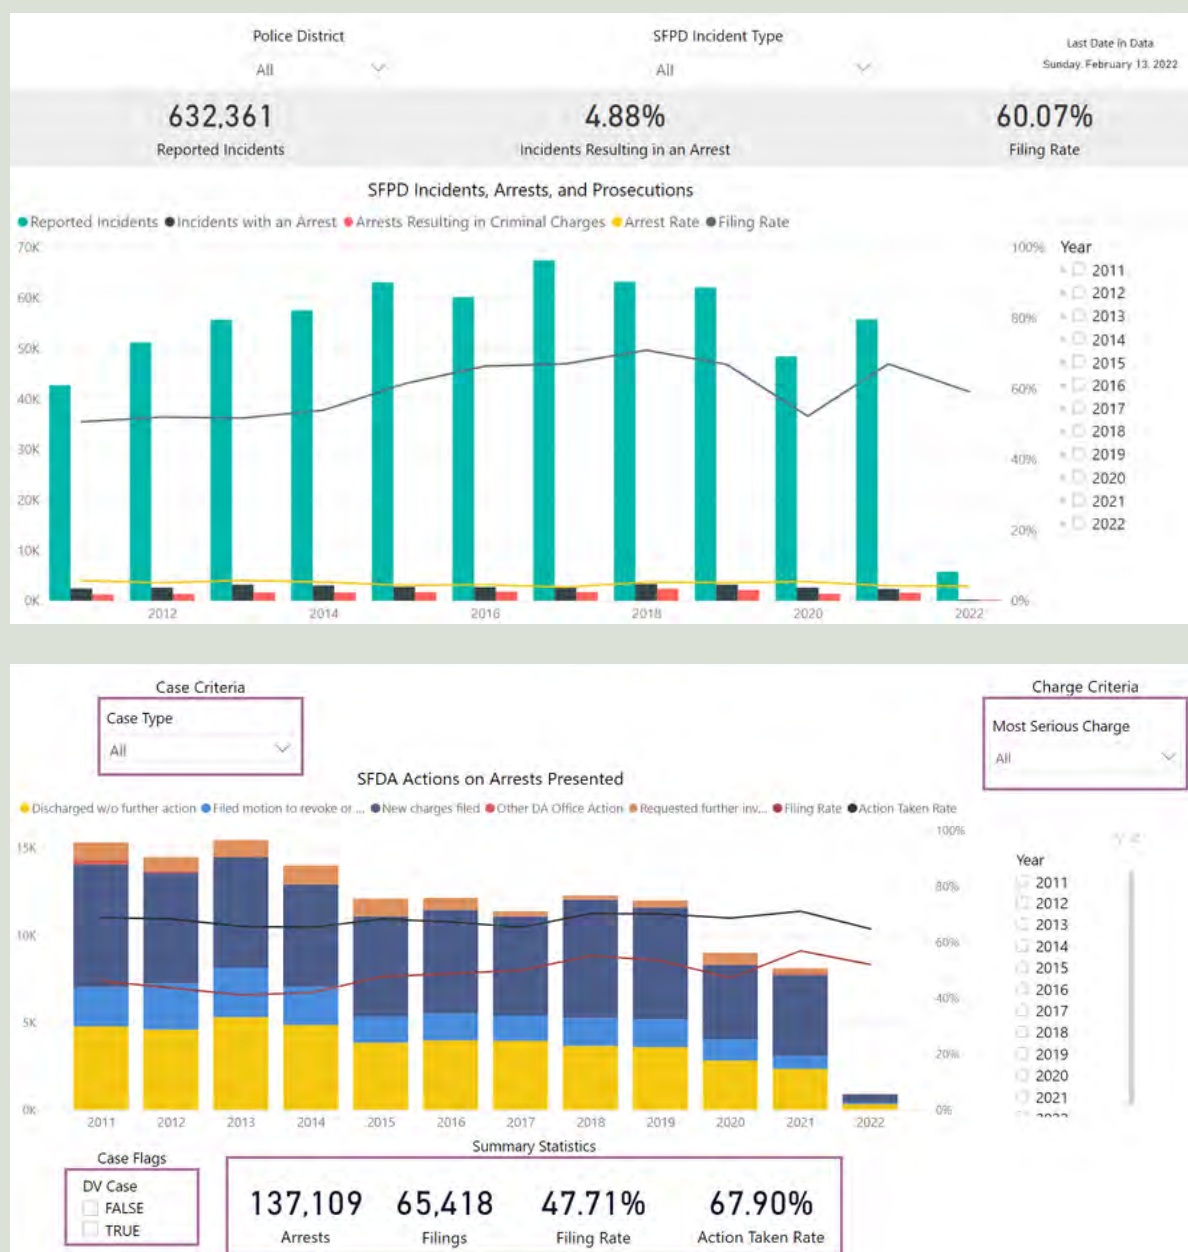 Police District
SFPD Incident Type
Last Date in Data
All
All
Sunday, February 13, 2022
632,361
4.88%
60.07%
Reported Incidents
Incidents Resulting in an Arrest
Filing Rate
SFPD Incidents, Arrests, and Prosecutions
Reported Incidents Incidents with an Arrest Arrests Resulting in Criminal Charges Arrest Rate Filing Rate
70K
60K
50K
40K
30K
20K
10K
0K
100%
80%
60%
40%
20%
0%
2012 2014 2016 2018 2020 2022
Year
2011
2012
2013
2014
2015
2016
2017
2018
2019
2020
2021
2022
Case Criteria
Case Type
All
Charge Criteria
Most Serious Charge
All
SFDA Actions on Arrests Presented
Discharged w/o further action Filed motion to revoke or ... New charges filed Other DA Office Action Requested further inv... Filing Rate Action Taken Rate
15K
10K
5K
0K
100%
80%
60%
40%
20%
0%
2011 2012 2013 2014 2015 2016 2017 2018 2019 2020 2021 2022
Year
2011
2012
2013
2014
2015
2016
2017
2018
2019
2020
2021
2022
Case Flags
DV Case
FALSE
TRUE
Summary Statistics
137,109 65,418 47.71% 67.90%
Arrests Filings Filing Rate Action Taken Rate